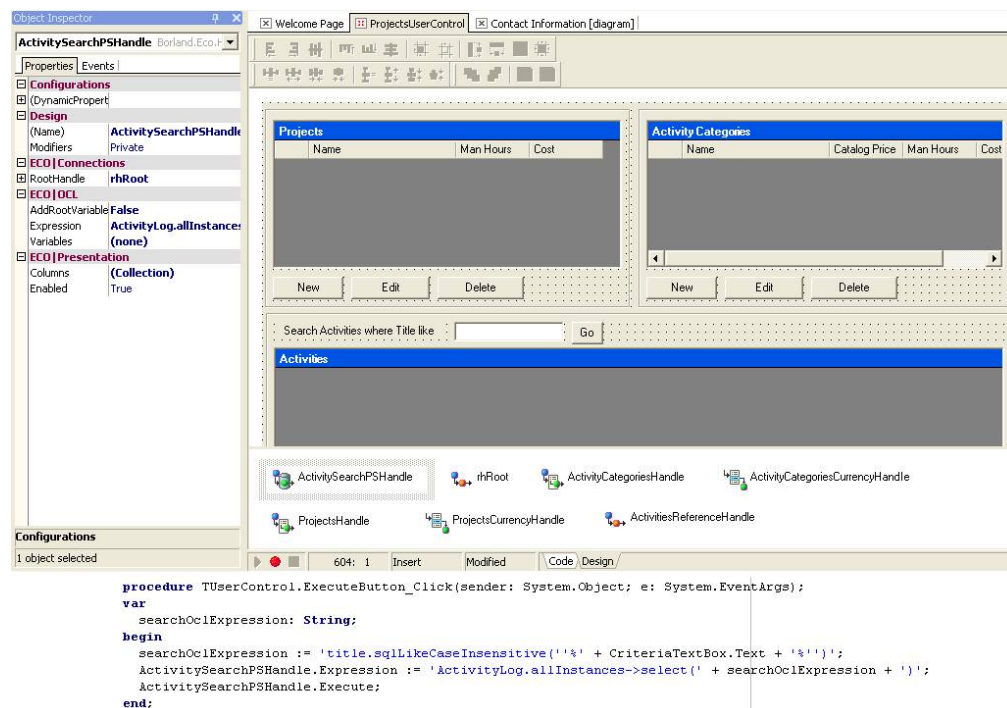 Object Inspector
ActivitySearchPSHandle Borland.Eco.H
Properties Events
Configurations
(DynamicPropert
Design
(Name) ActivitySearchPSHandle
Modifiers Private
ECO|Connections
RootHandle rhRoot
ECO|OCL
AddRootVariable False
Expression ActivityLog.allInstances
Variables (none)
ECO|Presentation
Columns (Collection)
Enabled True
Configurations
1 object selected
Welcome Page ProjectsUserControl Contact Information [diagram]
Projects
Name Man Hours Cost
New Edit Delete
Activity Categories
Name Catalog Price Man Hours Cost
New Edit Delete
Search Activities where Title like Go
Activities
ActivitySearchPSHandle rhRoot ActivityCategoriesHandle ActivityCategoriesCurrencyHandle
ProjectsHandle ProjectsCurrencyHandle ActivitiesReferenceHandle
604: 1 Insert Modified Code Design
procedure TUserControl.ExecuteButton_Click(sender: System.Object; e: System.EventArgs);
var
searchOclExpression: String;
begin
searchOclExpression := 'title.sqlLikeCaseInsensitive(''%' + CriteriaTextBox.Text + '%'')';
ActivitySearchPSHandle.Expression := 'ActivityLog.allInstances->select(' + searchOclExpression + ')';
ActivitySearchPSHandle.Execute;
end;